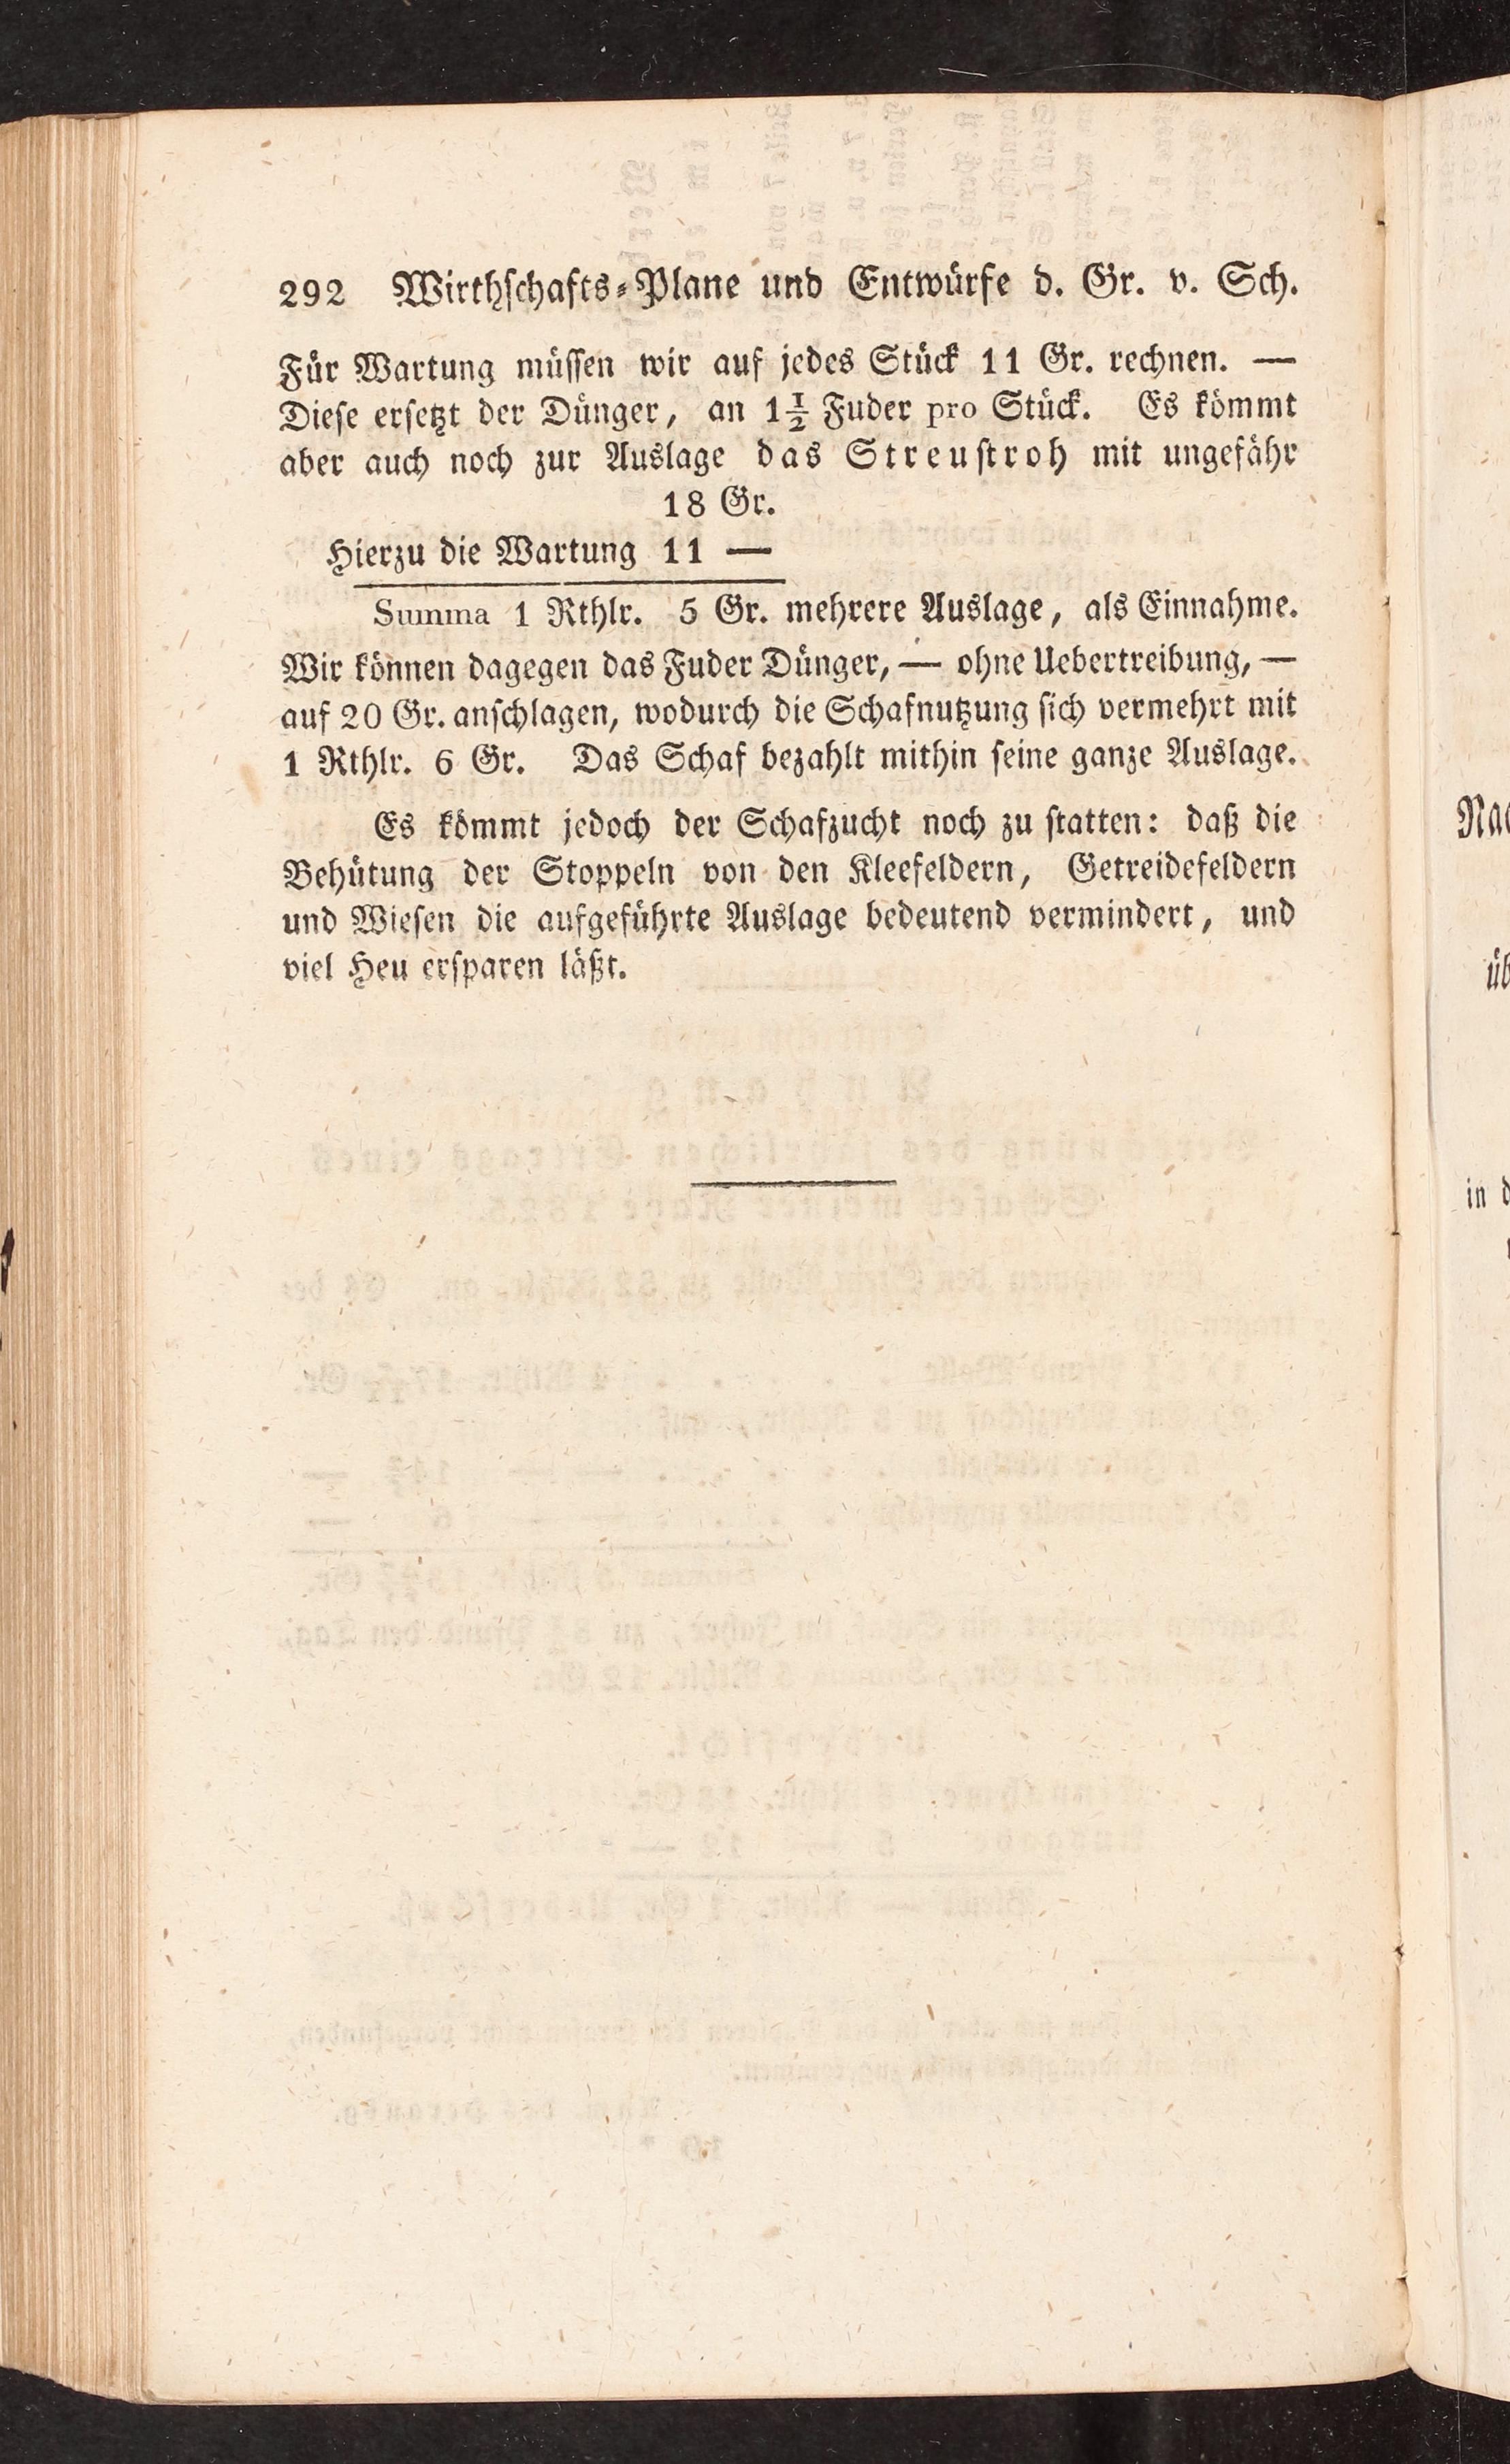 292 Wirthschafts-Plane und Entwürfe d. Gr. v. Sch.
Für Wartung müssen wir auf jedes Stück 11 Gr. rechnen. —
Diese ersetzt der Dünger, an 1½ Fuder pro Stück. Es kömmt
aber auch noch zur Auslage das Streustroh mit ungefähr
18 Gr.
Hierzu die Wartung 11 —
Summa 1 Rthlr. 5 Gr. mehrere Auslage, als Einnahme.
Wir können dagegen das Fuder Dünger, — ohne Uebertreibung, —
auf 20 Gr. anschlagen, wodurch die Schafnutzung sich vermehrt mit
1 Rthlr. 6 Gr. Das Schaf bezahlt mithin seine ganze Auslage.
Es kömmt jedoch der Schafzucht noch zu statten: daß die
Behütung der Stoppeln von den Kleefeldern, Getreidefeldern
und Wiesen die aufgeführte Auslage bedeutend vermindert, und
viel Heu ersparen läßt.